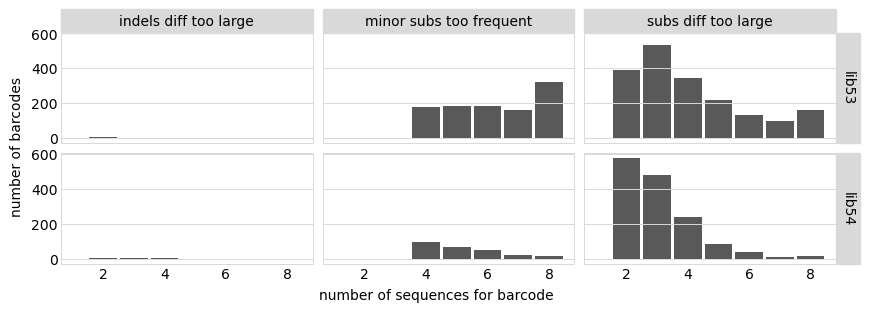 indels diff too large
minor subs too frequent
subs diff too large
number of barcodes
600
400
200
0
lib53
600
400
200
0
lib54
2 4 6 8
2 4 6 8
2 4 6 8
number of sequences for barcode